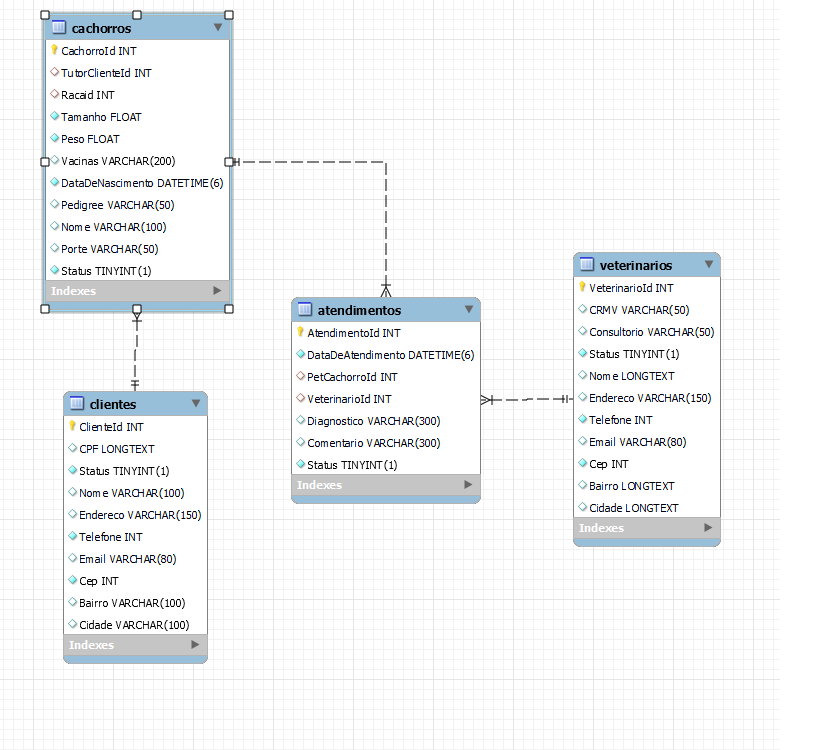 cachorros
CachorroId INT
TutorClienteId INT
Racaid INT
Tamanho FLOAT
Peso FLOAT
Vacinas VARCHAR(200)
DataDeNascimento DATETIME(6)
Pedigree VARCHAR(50)
Nome VARCHAR(100)
Porte VARCHAR(50)
Status TINYINT(1)
Indexes
clientes
ClienteId INT
CPF LONGTEXT
Status TINYINT(1)
Nome VARCHAR(100)
Endereco VARCHAR(150)
Telefone INT
Email VARCHAR(80)
Cep INT
Bairro VARCHAR(100)
Cidade VARCHAR(100)
Indexes
atendimentos
AtendimentoId INT
DataDeAtendimento DATETIME(6)
PetCachorroId INT
VeterinarioId INT
Diagnostico VARCHAR(300)
Comentario VARCHAR(300)
Status TINYINT(1)
Indexes
veterinarios
VeterinarioId INT
CRMV VARCHAR(50)
Consultorio VARCHAR(50)
Status TINYINT(1)
Nome LONGTEXT
Endereco VARCHAR(150)
Telefone INT
Email VARCHAR(80)
Cep INT
Bairro LONGTEXT
Cidade LONGTEXT
Indexes